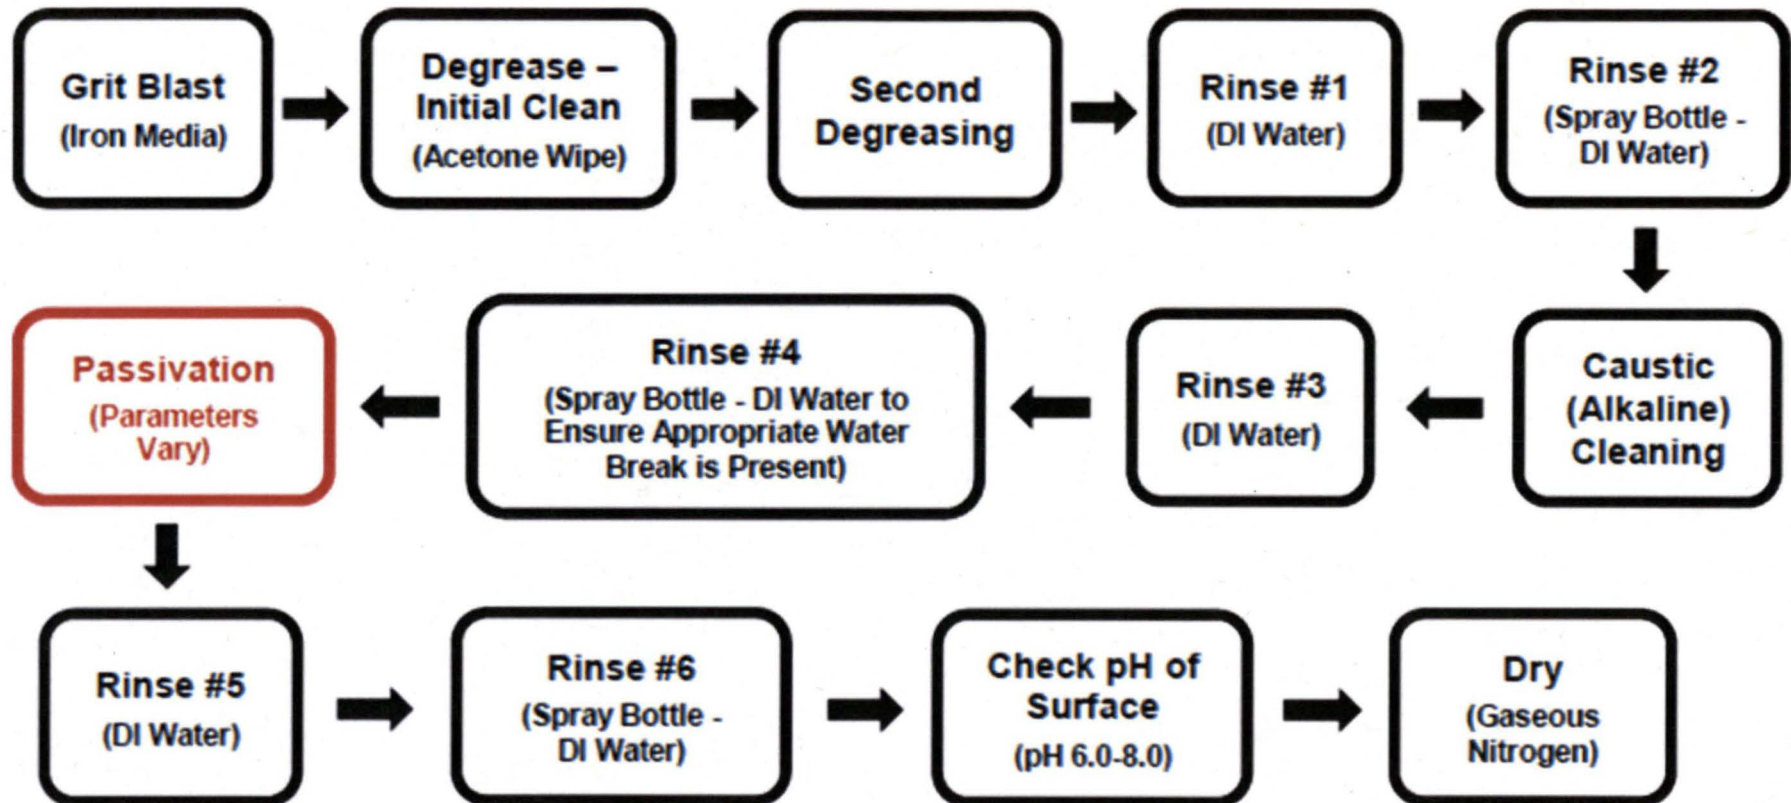 Grit Blast
(Iron Media)
Degrease –
Initial Clean
(Acetone Wipe)
Second
Degreasing
Rinse #1
(DI Water)
Rinse #2
(Spray Bottle -
DI Water)
Caustic
(Alkaline)
Cleaning
Rinse #3
(DI Water)
Rinse #4
(Spray Bottle - DI Water to
Ensure Appropriate Water
Break is Present)
Passivation
(Parameters
Vary)
Rinse #5
(DI Water)
Rinse #6
(Spray Bottle -
DI Water)
Check pH of
Surface
(pH 6.0-8.0)
Dry
(Gaseous
Nitrogen)